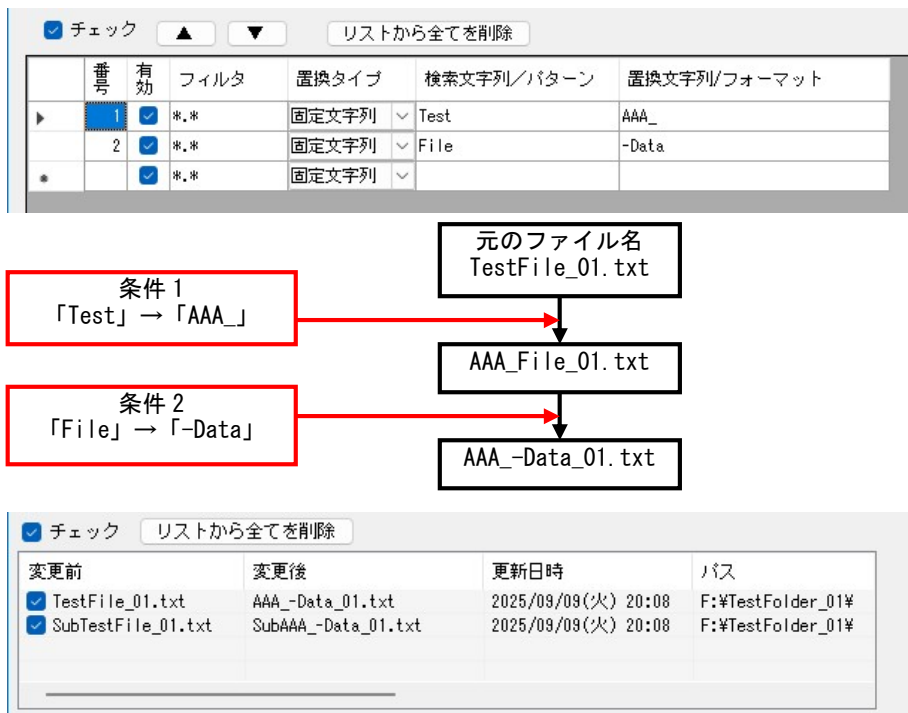 チェック ▲ ▼ リストから全てを削除
番号 有効 フィルタ 置換タイプ 検索文字列／パターン 置換文字列/フォーマット
1 *.* 固定文字列 Test AAA_
2 *.* 固定文字列 File -Data
*.* 固定文字列
元のファイル名
TestFile_01.txt
条件1
「Test」→「AAA_」
AAA_File_01.txt
条件2
「File」→「-Data」
AAA_-Data_01.txt
チェック リストから全てを削除
変更前 変更後 更新日時 パス
TestFile_01.txt AAA_-Data_01.txt 2025/09/09(火) 20:08 F:¥TestFolder_01¥
SubTestFile_01.txt SubAAA_-Data_01.txt 2025/09/09(火) 20:08 F:¥TestFolder_01¥